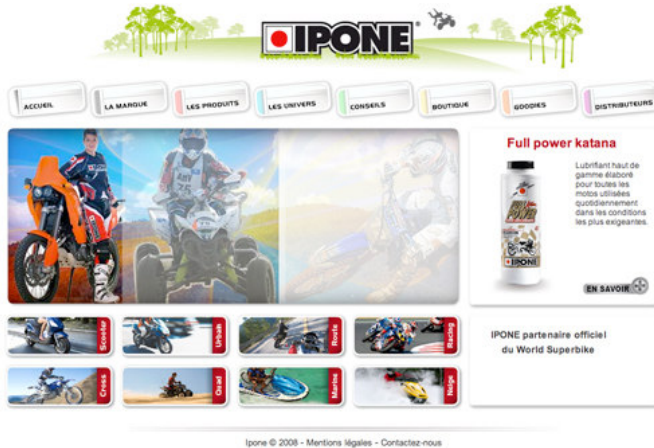 IPONE
ACCUEIL
LA MARQUE
LES PRODUITS
LES UNIVERS
CONSEILS
BOUTIQUE
GOODIES
DISTRIBUTEURS
Full power katana
Lubrifiant haut de
gamme élaboré
pour toutes les
motos utilisées
quotidiennement
dans les conditions
les plus exigeantes.
POWER
IPONE
EN SAVOIR
Scooter
Urbain
Route
Racing
Cross
Quad
Marine
Neige
IPONE partenaire officiel
du World Superbike
Ipone © 2008 - Mentions légales - Contactez-nous